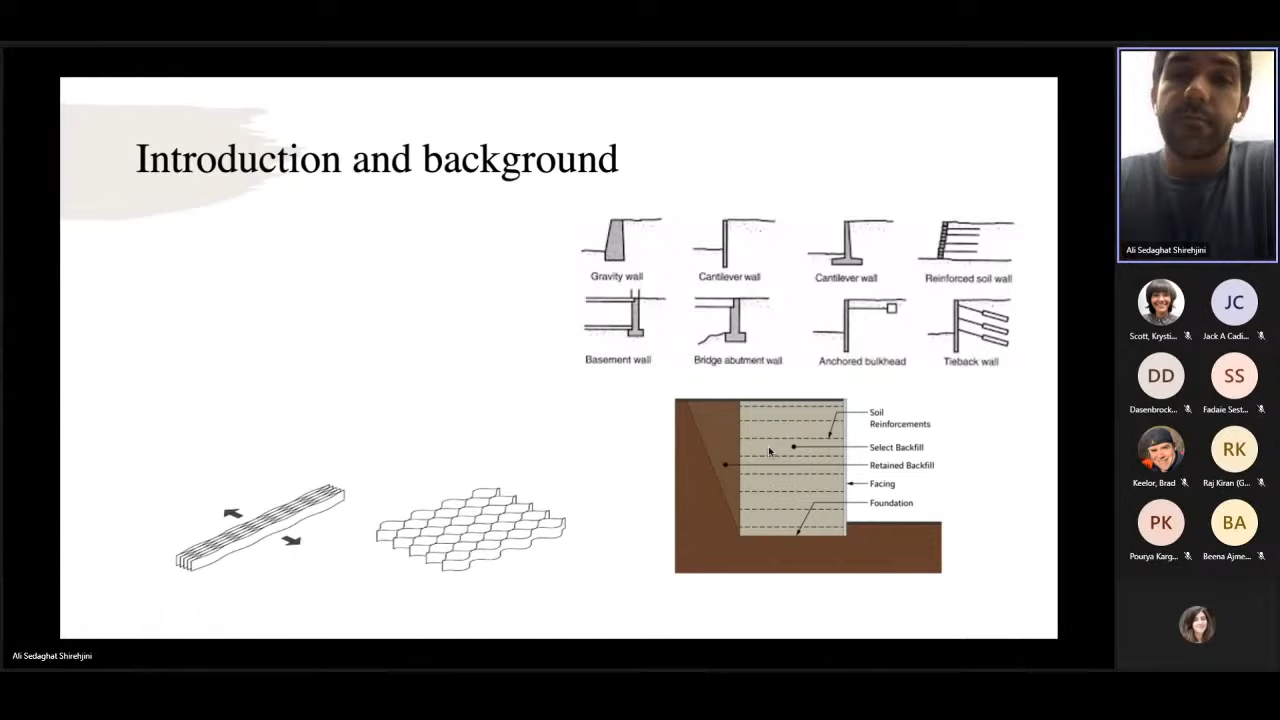 Introduction and background
Gravity wall
Cantilever wall
Cantilever wall
Reinforced soil wall
Basement wall
Bridge abutment wall
Anchored bulkhead
Tieback wall
Soil
Reinforcements
Select Backfill
Retained Backfill
Facing
Foundation
Ali Sedaghat Shirehjini
Ali Sedaghat Shirehjini
JC
Scott, Krysti...
Jack A Cadi...
DD
SS
Dasenbrock...
Fadaie Sest...
RK
Keelor, Brad
Raj Kiran (G...
PK
BA
Pourya Karg...
Beena Ajme...